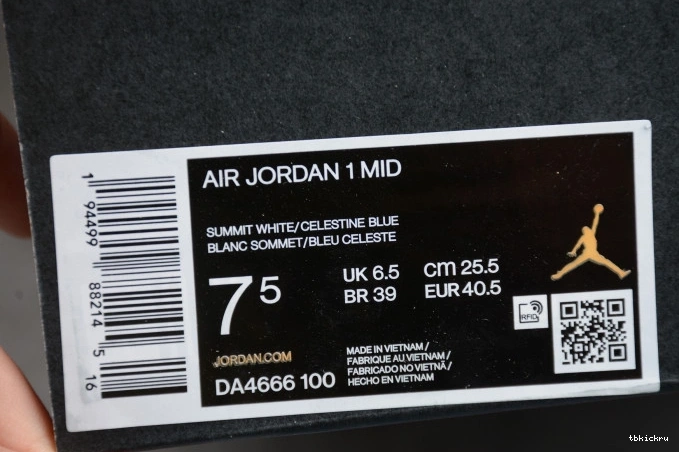 AIR JORDAN 1 MID
SUMMIT WHITE/CELESTINE BLUE
BLANC SOMMET/BLEU CELESTE
7 5
UK 6.5 cm 25.5
BR 39 EUR 40.5
RFID
JORDAN.COM
DA4666 100
MADE IN VIETNAM/
FABRIQUE AU VIETNAM/
FABRICADO NO VIETNÃ/
HECHO EN VIETNAM
1 94499 88214 5 16
tbkickru